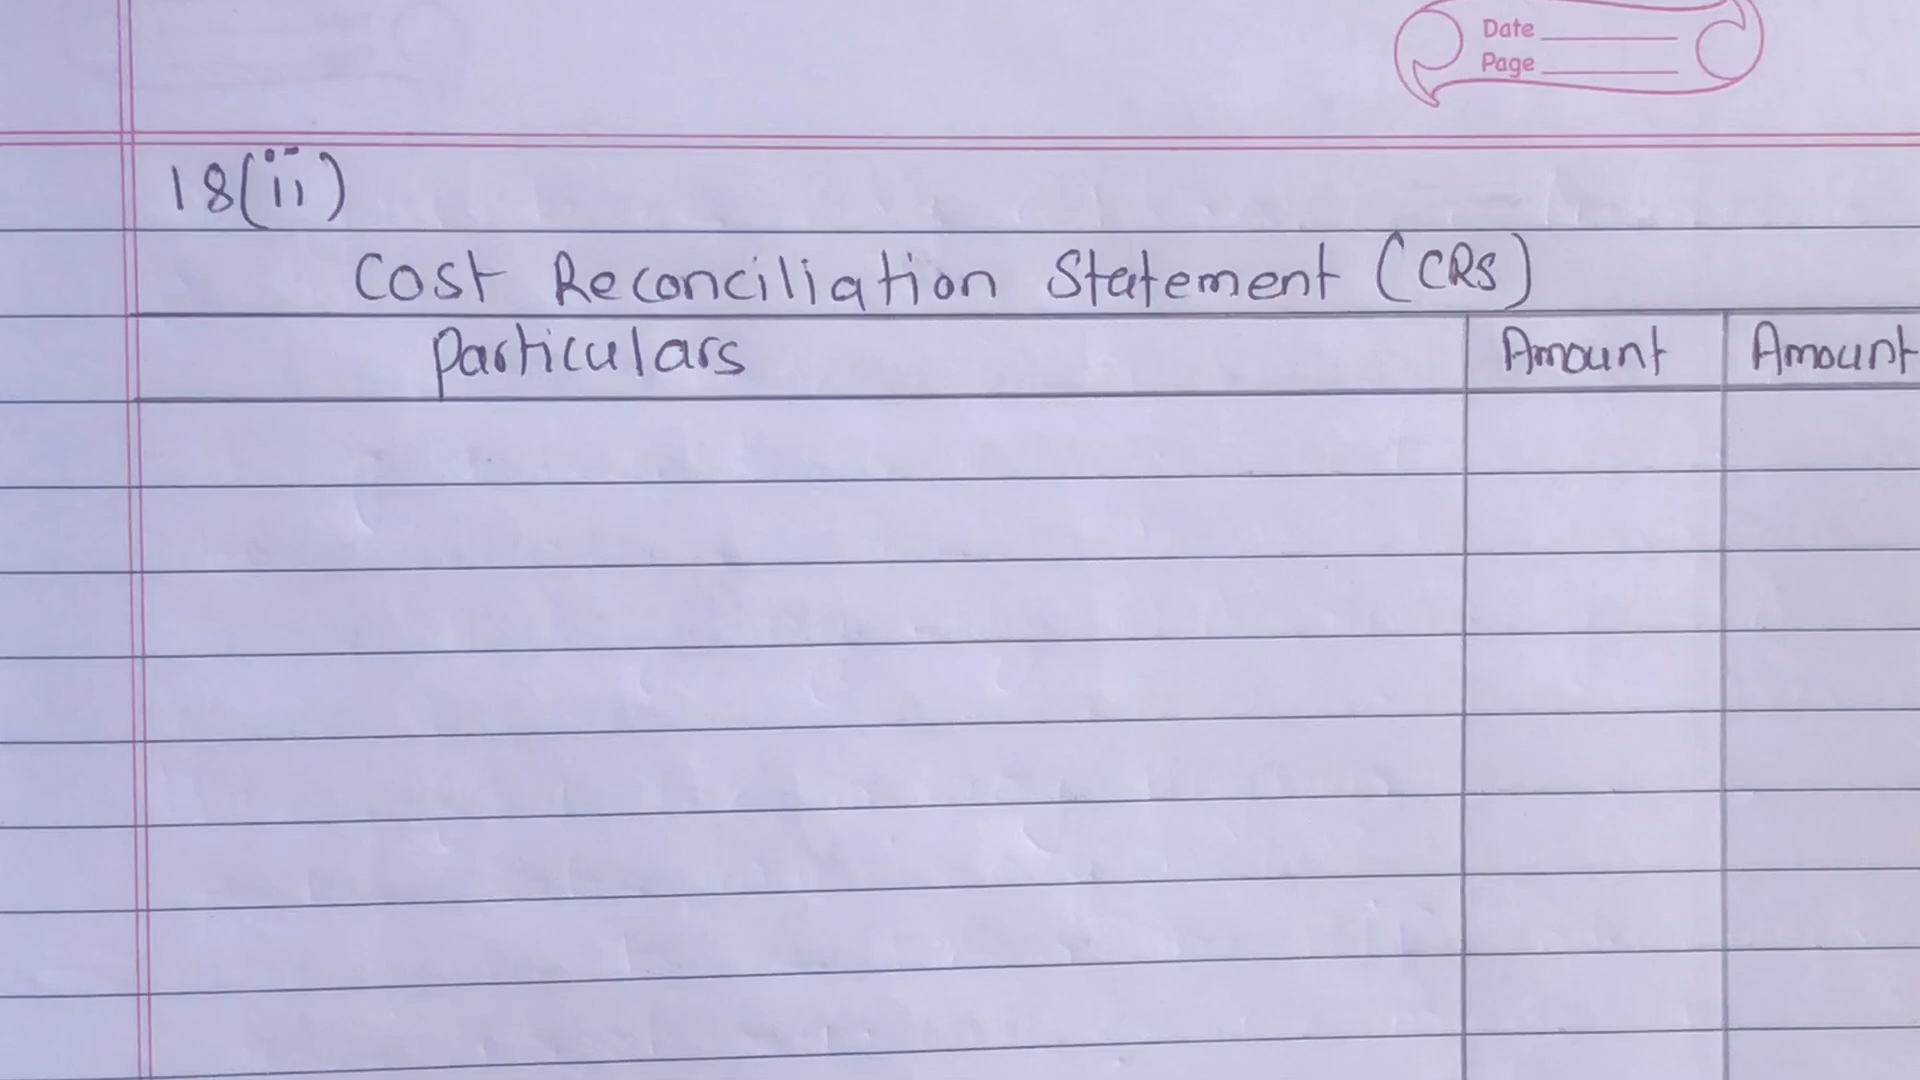 Date
Page
18(ii)
Cost Reconciliation Statement (CRS)
Particulars Amount Amount